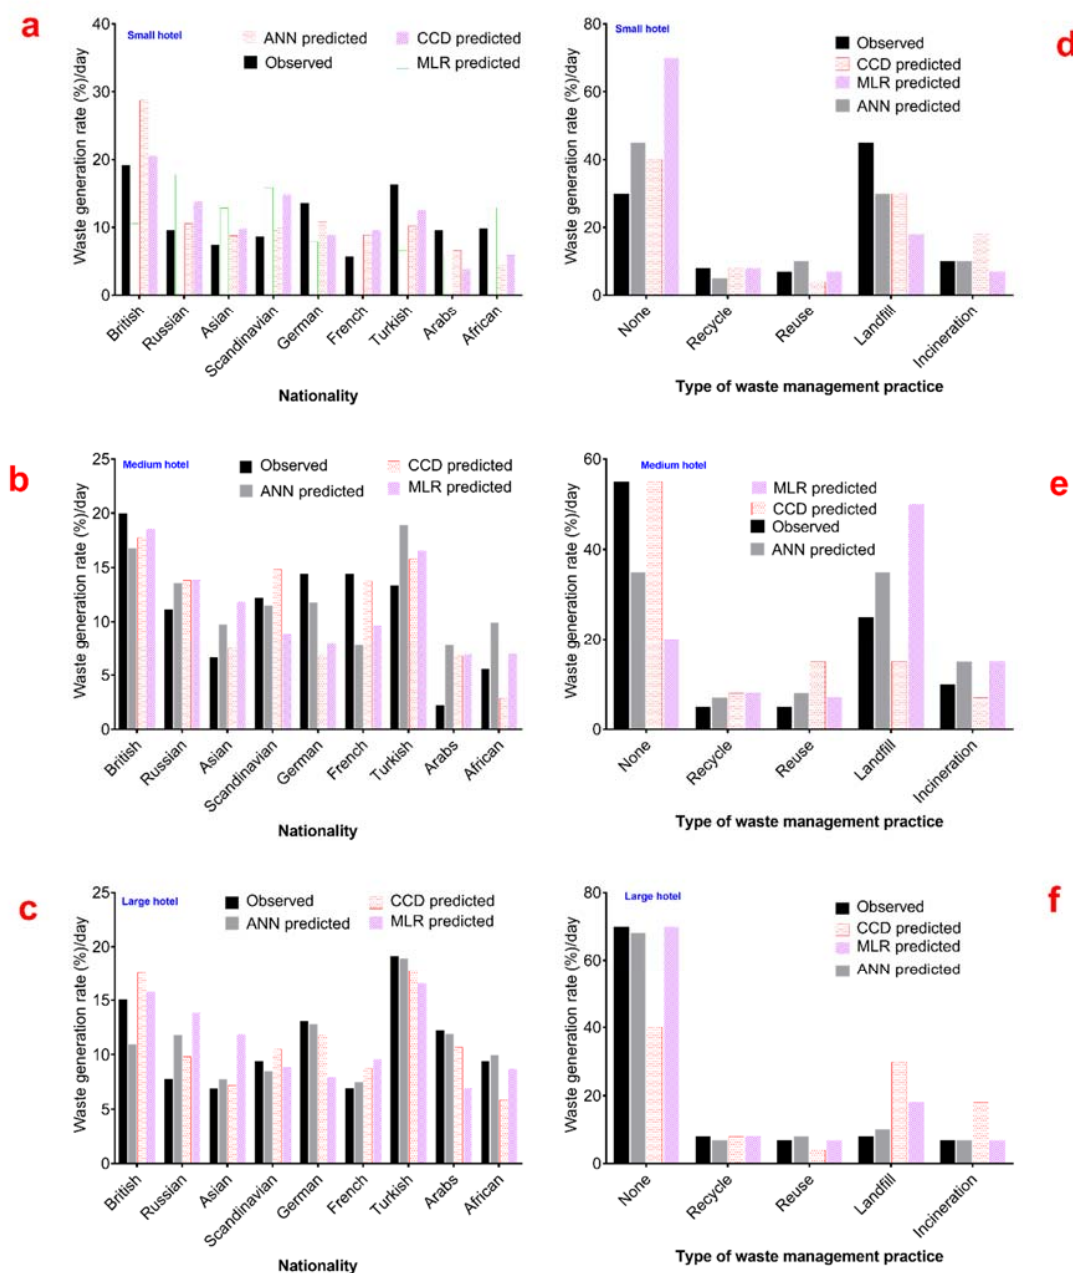 a
Small hotel
ANN predicted
CCD predicted
Observed
MLR predicted
Waste generation rate (%)/day
40
30
20
10
0
British
Russian
Asian
Scandinavian
German
French
Turkish
Arabs
African
Nationality
d
Small hotel
Observed
CCD predicted
MLR predicted
ANN predicted
Waste generation rate (%)/day
80
60
40
20
0
None
Recycle
Reuse
Landfill
Incineration
Type of waste management practice
b
Medium hotel
Observed
CCD predicted
ANN predicted
MLR predicted
Waste generation rate (%)/day
25
20
15
10
5
0
British
Russian
Asian
Scandinavian
German
French
Turkish
Arabs
African
Nationality
e
Medium hotel
MLR predicted
CCD predicted
Observed
ANN predicted
Waste generation rate (%)/day
60
40
20
0
None
Recycle
Reuse
Landfill
Incineration
Type of waste management practice
c
Large hotel
Observed
CCD predicted
ANN predicted
MLR predicted
Waste generation rate (%)/day
25
20
15
10
5
0
British
Russian
Asian
Scandinavian
German
French
Turkish
Arabs
African
Nationality
f
Large hotel
Observed
CCD predicted
MLR predicted
ANN predicted
Waste generation rate (%)/day
80
60
40
20
0
None
Recycle
Reuse
Landfill
Incineration
Type of waste management practice